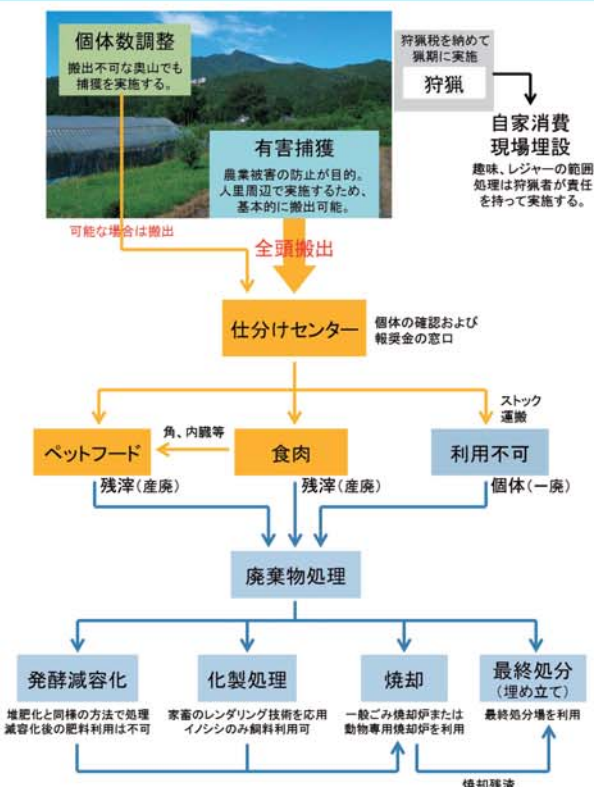 個体数調整
搬出不可な奥山でも
捕獲を実施する。
狩猟税を納めて
猟期に実施
狩猟
自家消費
現場埋設
趣味、レジャーの範囲
処理は狩猟者が責任
を持って実施する。
有害捕獲
農業被害の防止が目的。
人里周辺で実施するため、
基本的に搬出可能。
可能な場合は搬出
全頭搬出
仕分けセンター
個体の確認および
報奨金の窓口
ストック
運搬
ペットフード
角、内臓等
食肉
利用不可
残滓(産廃)
残滓(産廃)
個体(一廃)
廃棄物処理
発酵減容化
堆肥化と同様の方法で処理
減容化後の肥料利用は不可
化製処理
家畜のレンダリング技術を応用
イノシシのみ飼料利用可
焼却
一般ごみ焼却炉または
動物専用焼却炉を利用
最終処分
(埋め立て)
最終処分場を利用
焼却残渣